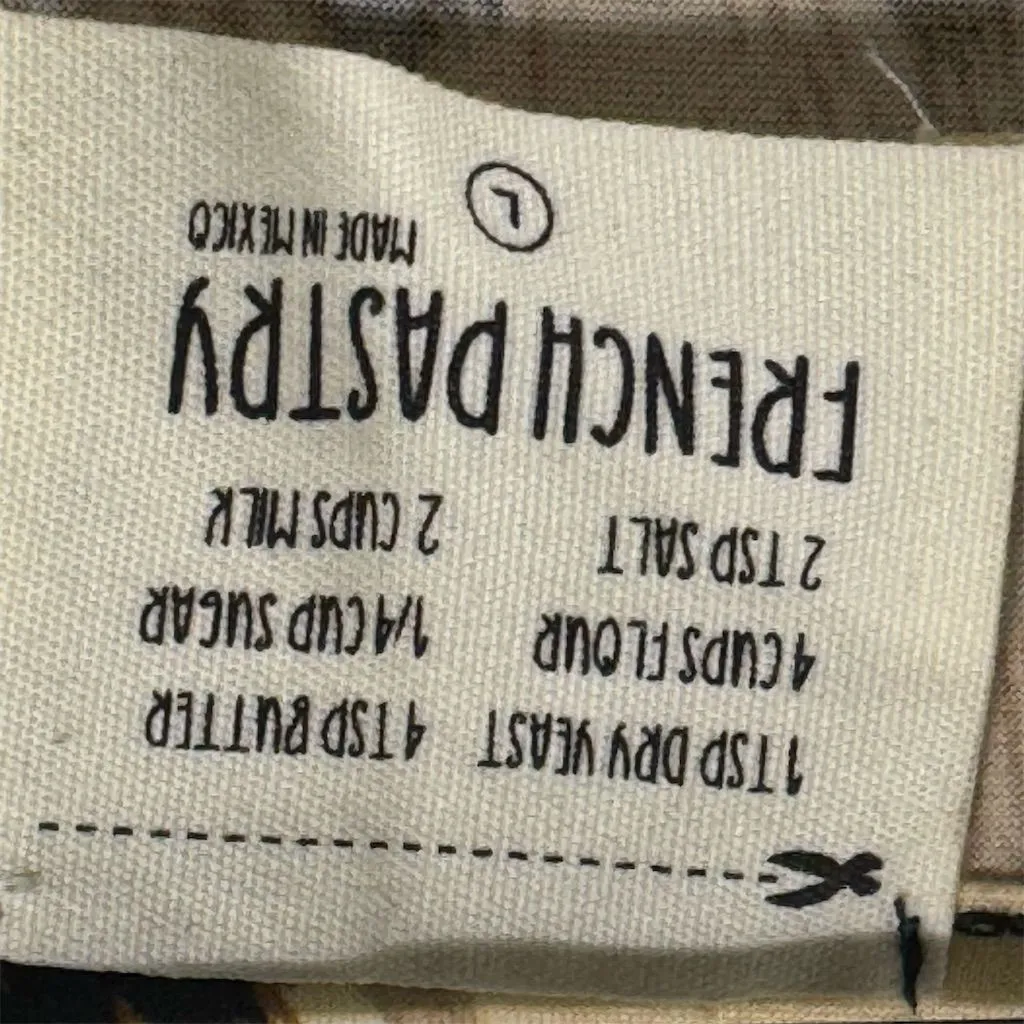 1 TSP DRY YEAST 4 TSP BUTTER
4 CUPS FLOUR 1/4 CUP SUGAR
2 TSP SALT 2 CUPS MILK
FRENCH PASTRY
MADE IN MEXICO
L